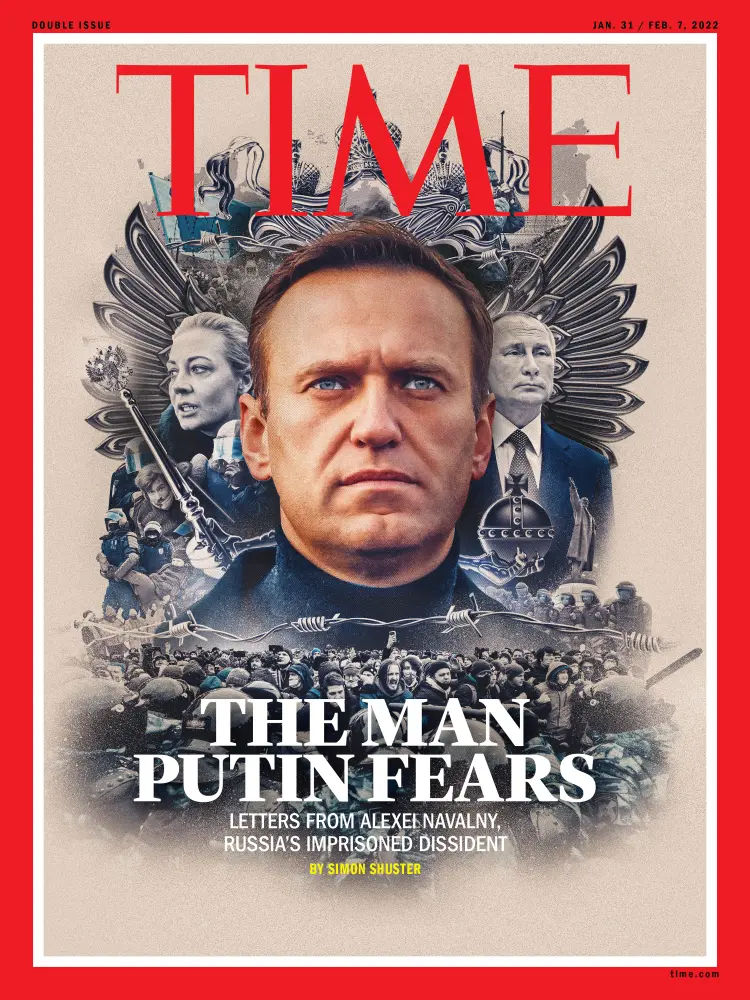 DOUBLE ISSUE
JAN. 31 / FEB. 7, 2022
TIME
THE MAN
PUTIN FEARS
LETTERS FROM ALEXEI NAVALNY,
RUSSIA'S IMPRISONED DISSIDENT
BY SIMON SHUSTER
time.com